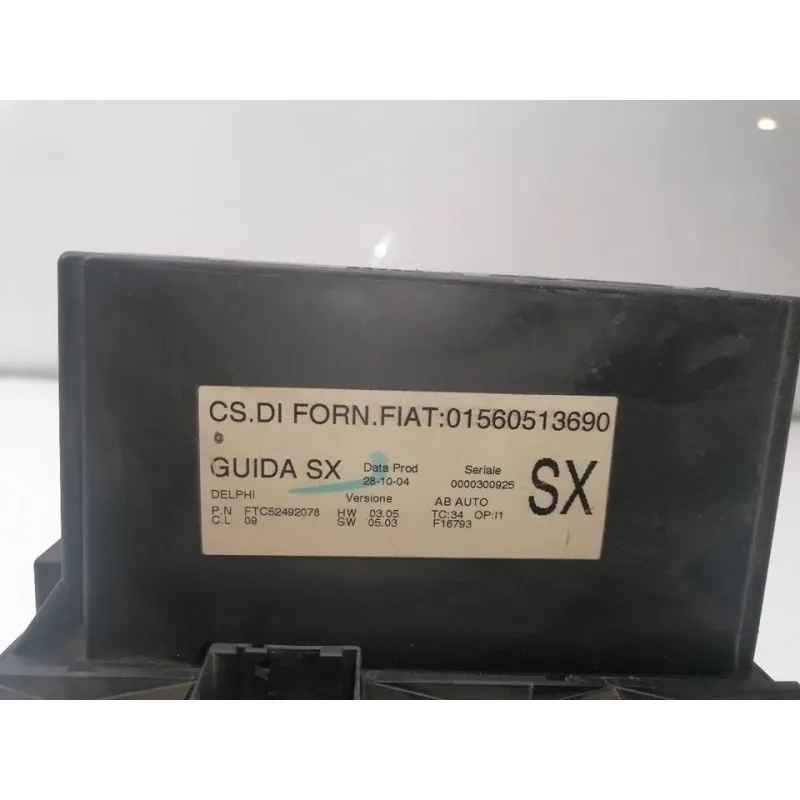 CS.DI FORN.FIAT:01560513690
GUIDA SX Data Prod 28-10-04 Seriale 0000300925 SX
DELPHI Versione AB AUTO
P.N FTC52492078 HW 03.05 TC:34 OP:I1
C.L 09 SW 05.03 F16793